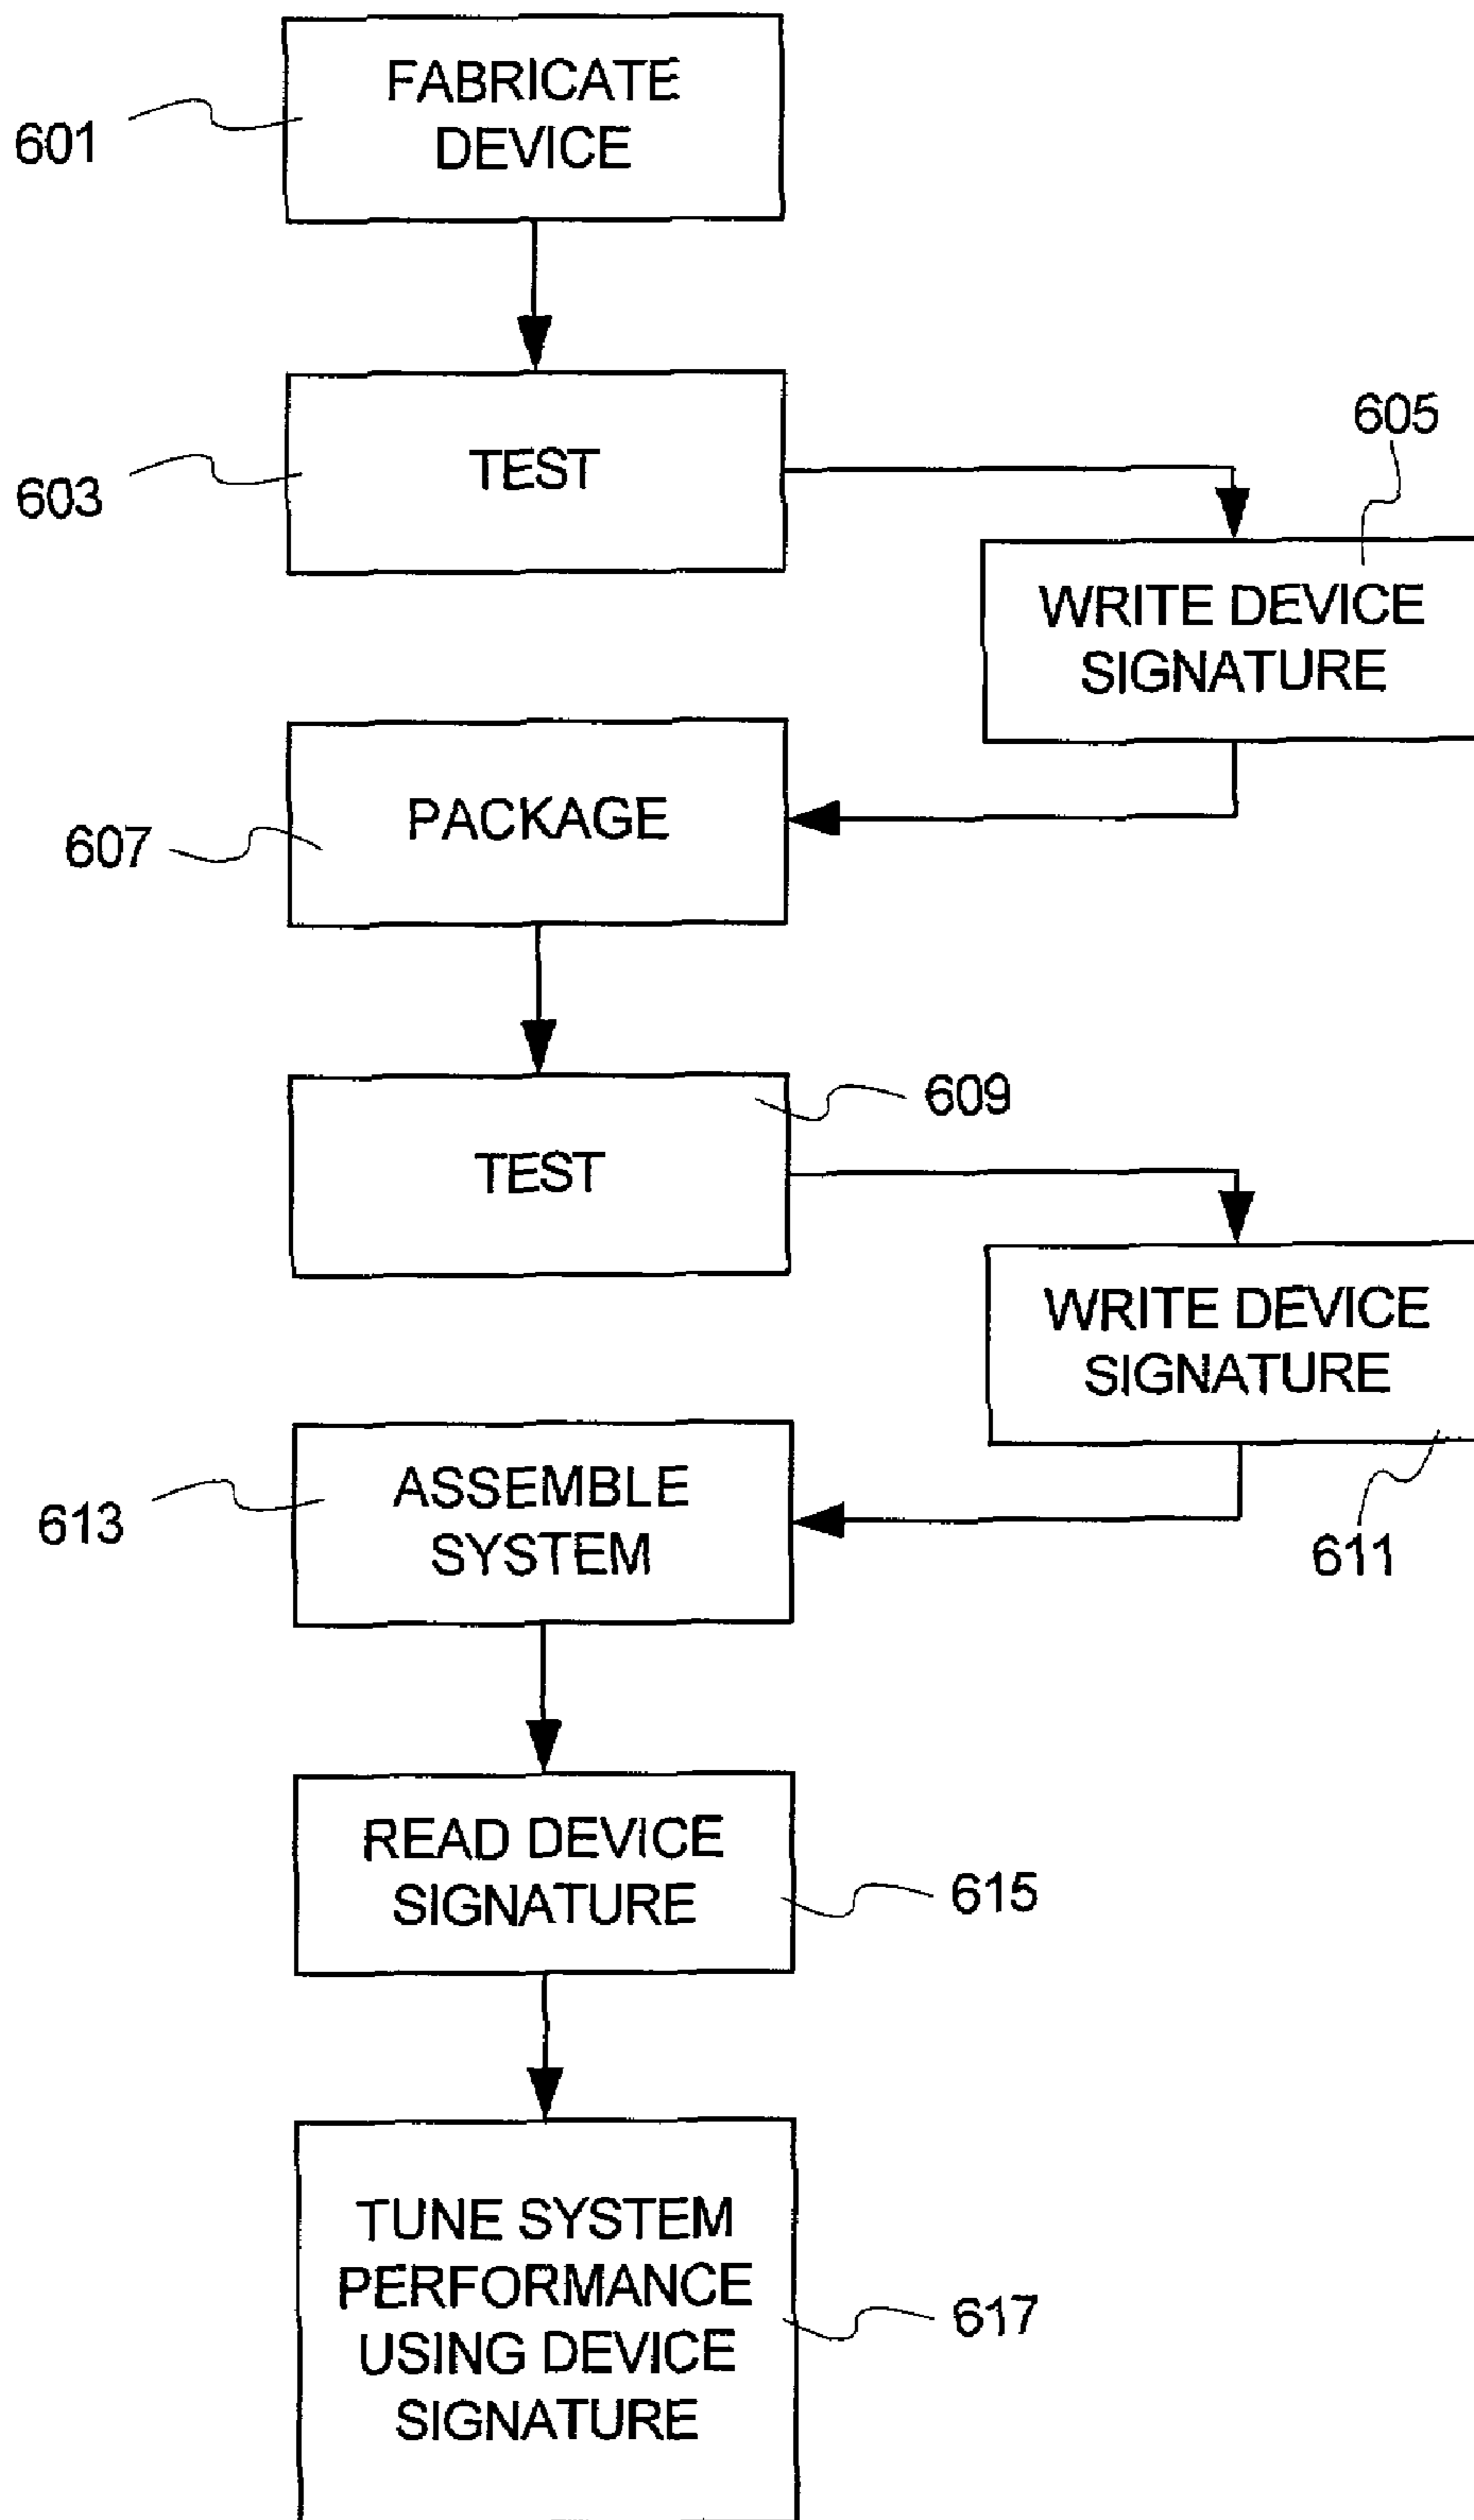 FABRICATE
DEVICE
601
TEST
603
605
WRITE DEVICE
SIGNATURE
PACKAGE
607
609
TEST
WRITE DEVICE
SIGNATURE
611
ASSEMBLE
SYSTEM
613
READ DEVICE
SIGNATURE
615
TUNE SYSTEM
PERFORMANCE
USING DEVICE
SIGNATURE
617